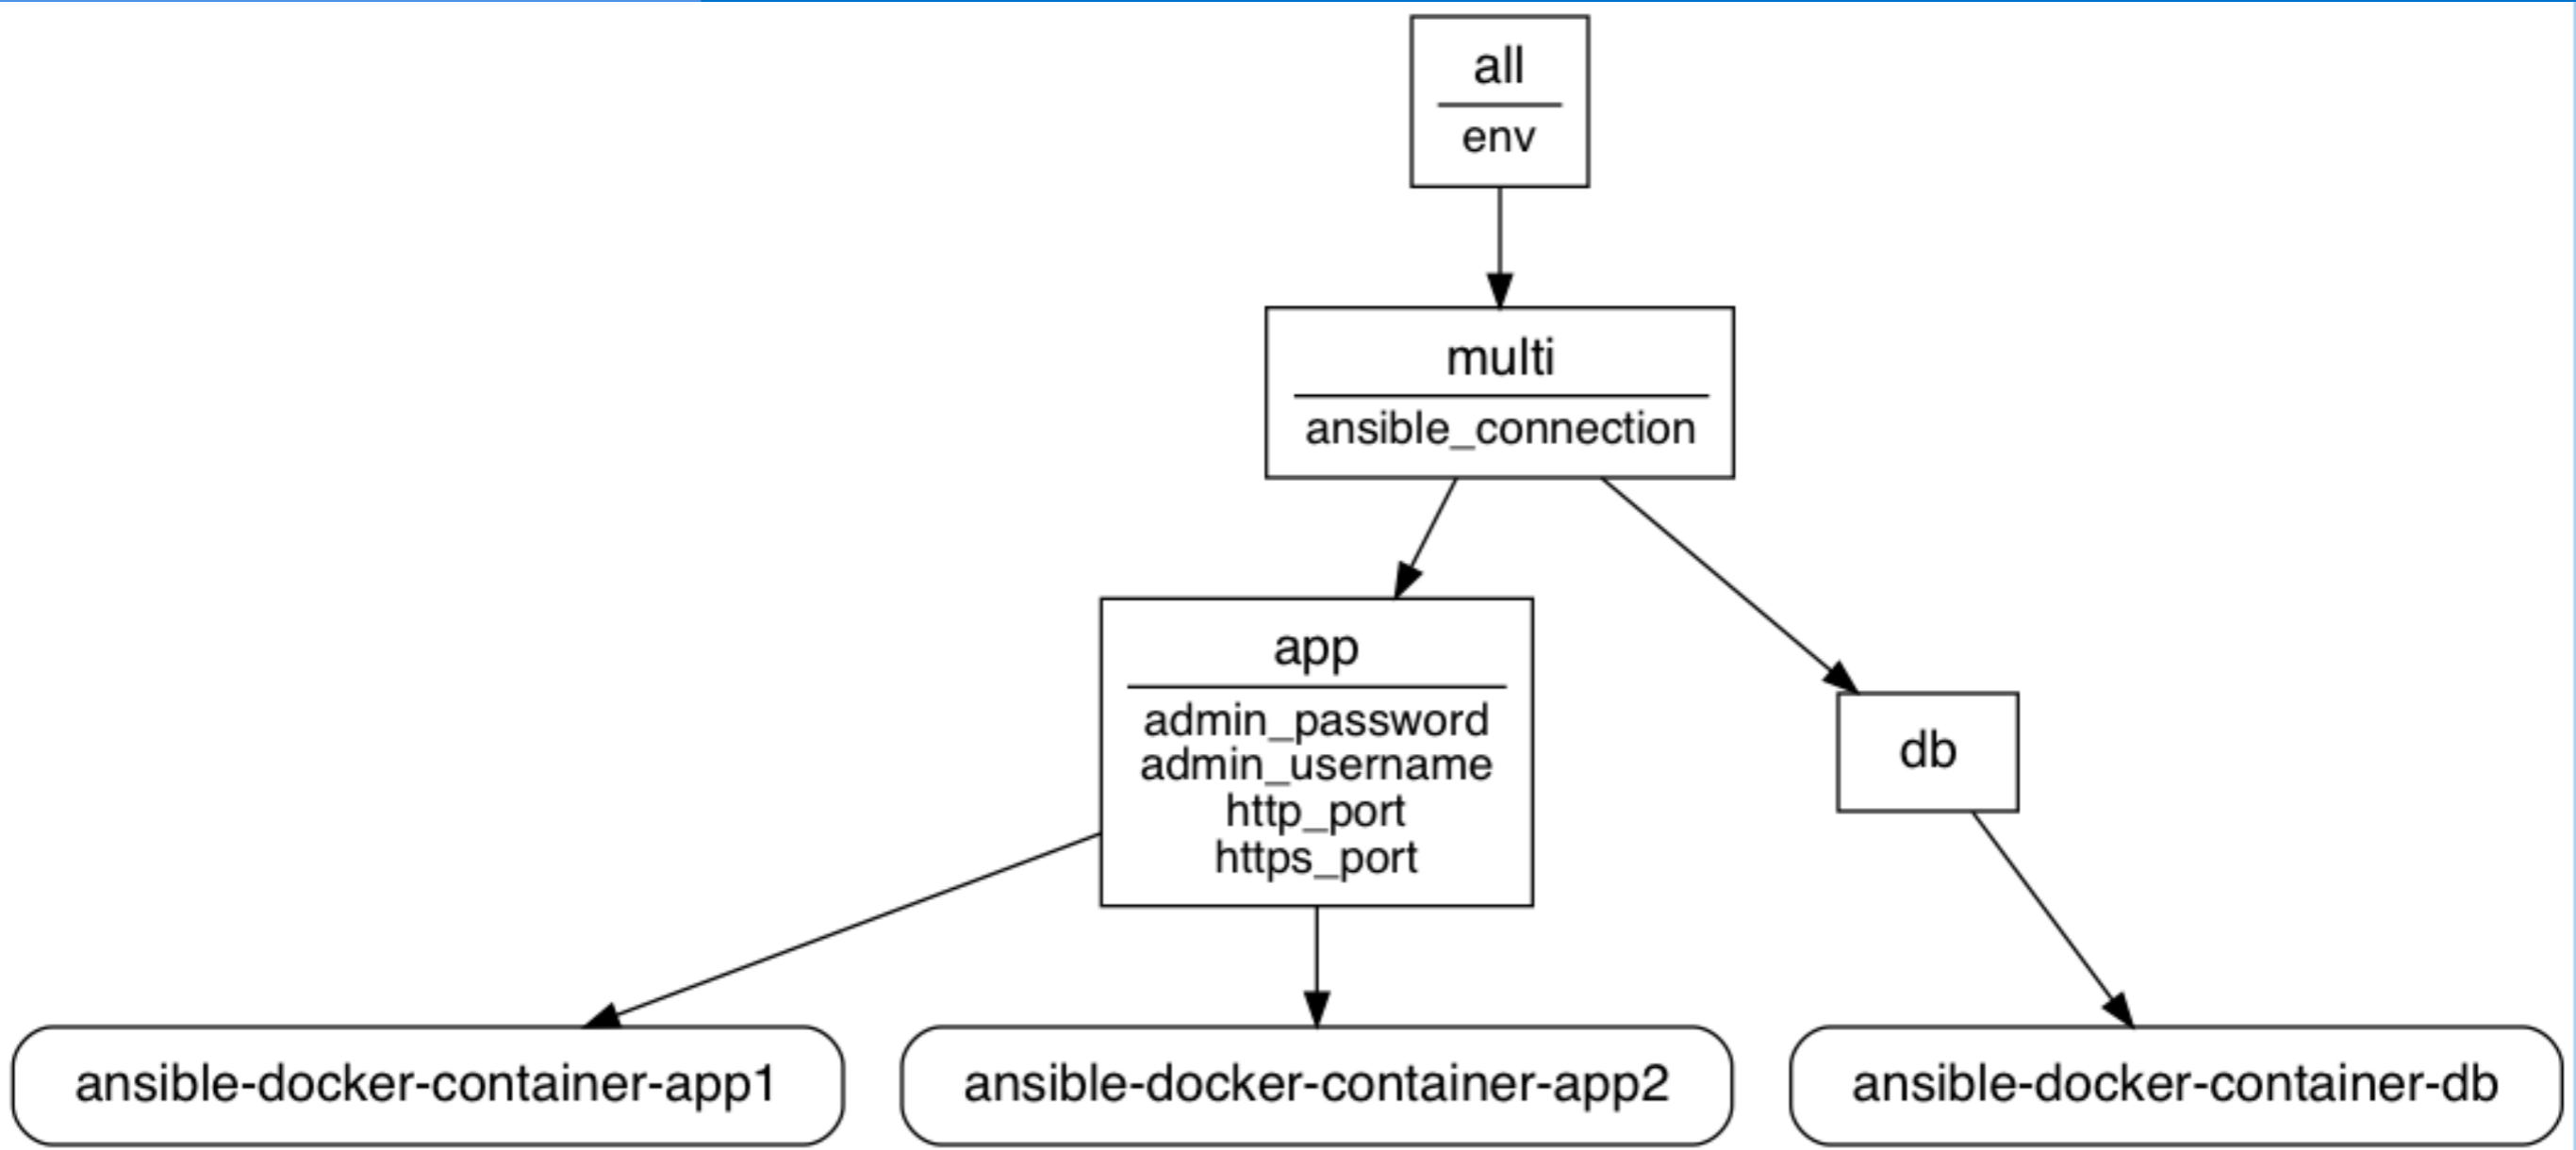 all
env
multi
ansible_connection
app
admin_password
admin_username
http_port
https_port
db
ansible-docker-container-app1
ansible-docker-container-app2
ansible-docker-container-db